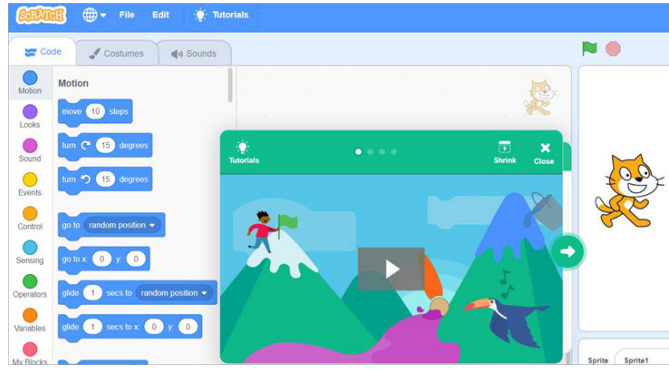 SCRATCH File Edit Tutorials
Code Costumes Sounds
Motion
Looks
Sound
Events
Control
Sensing
Operators
Variables
My Blocks
Motion
move 10 steps
turn 15 degrees
turn 15 degrees
go to random position
go to x: 0 y: 0
glide 1 secs to random position
glide 1 secs to x: 0 y: 0
Tutorials Shrink Close
Sprite Sprite1